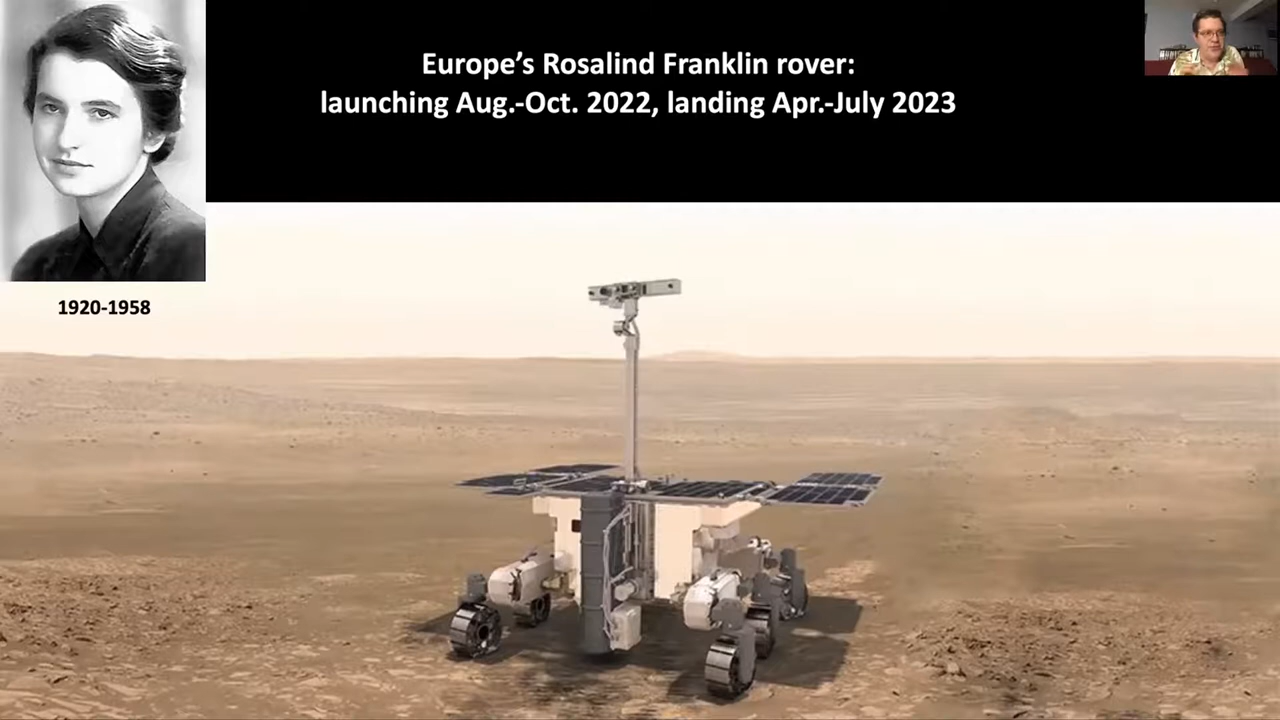 Europe’s Rosalind Franklin rover:
launching Aug.-Oct. 2022, landing Apr.-July 2023
1920-1958